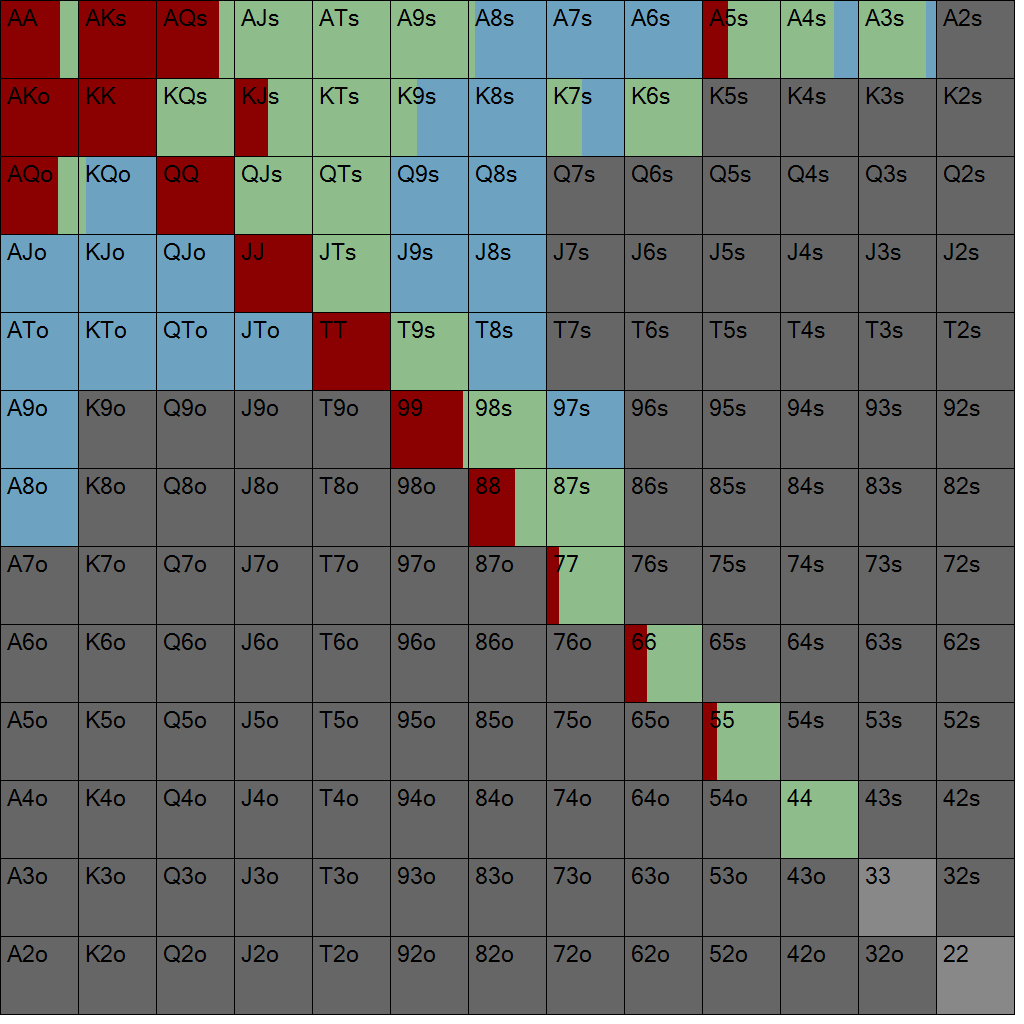 AA AKs AQs AJs ATs A9s A8s A7s A6s A5s A4s A3s A2s
AKo KK KQs KJs KTs K9s K8s K7s K6s K5s K4s K3s K2s
AQo KQo QQ QJs QTs Q9s Q8s Q7s Q6s Q5s Q4s Q3s Q2s
AJo KJo QJo JJ JTs J9s J8s J7s J6s J5s J4s J3s J2s
ATo KTo QTo JTo TT T9s T8s T7s T6s T5s T4s T3s T2s
A9o K9o Q9o J9o T9o 99 98s 97s 96s 95s 94s 93s 92s
A8o K8o Q8o J8o T8o 98o 88 87s 86s 85s 84s 83s 82s
A7o K7o Q7o J7o T7o 97o 87o 77 76s 75s 74s 73s 72s
A6o K6o Q6o J6o T6o 96o 86o 76o 66 65s 64s 63s 62s
A5o K5o Q5o J5o T5o 95o 85o 75o 65o 55 54s 53s 52s
A4o K4o Q4o J4o T4o 94o 84o 74o 64o 54o 44 43s 42s
A3o K3o Q3o J3o T3o 93o 83o 73o 63o 53o 43o 33 32s
A2o K2o Q2o J2o T2o 92o 82o 72o 62o 52o 42o 32o 22